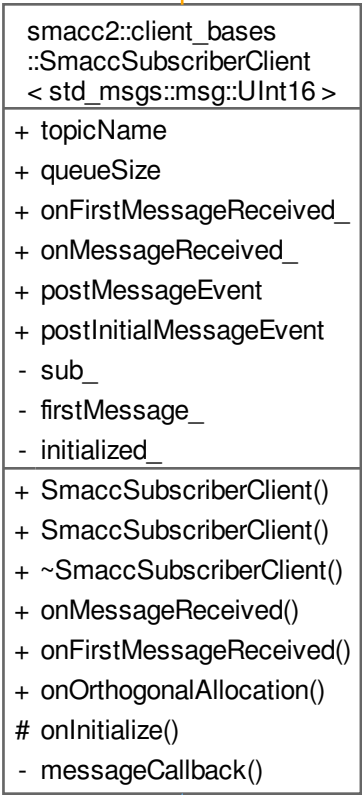 smacc2::client_bases
::SmaccSubscriberClient
< std_msgs::msg::UInt16 >
+ topicName
+ queueSize
+ onFirstMessageReceived_
+ onMessageReceived_
+ postMessageEvent
+ postInitialMessageEvent
- sub_
- firstMessage_
- initialized_
+ SmaccSubscriberClient()
+ SmaccSubscriberClient()
+ ~SmaccSubscriberClient()
+ onMessageReceived()
+ onFirstMessageReceived()
+ onOrthogonalAllocation()
# onInitialize()
- messageCallback()